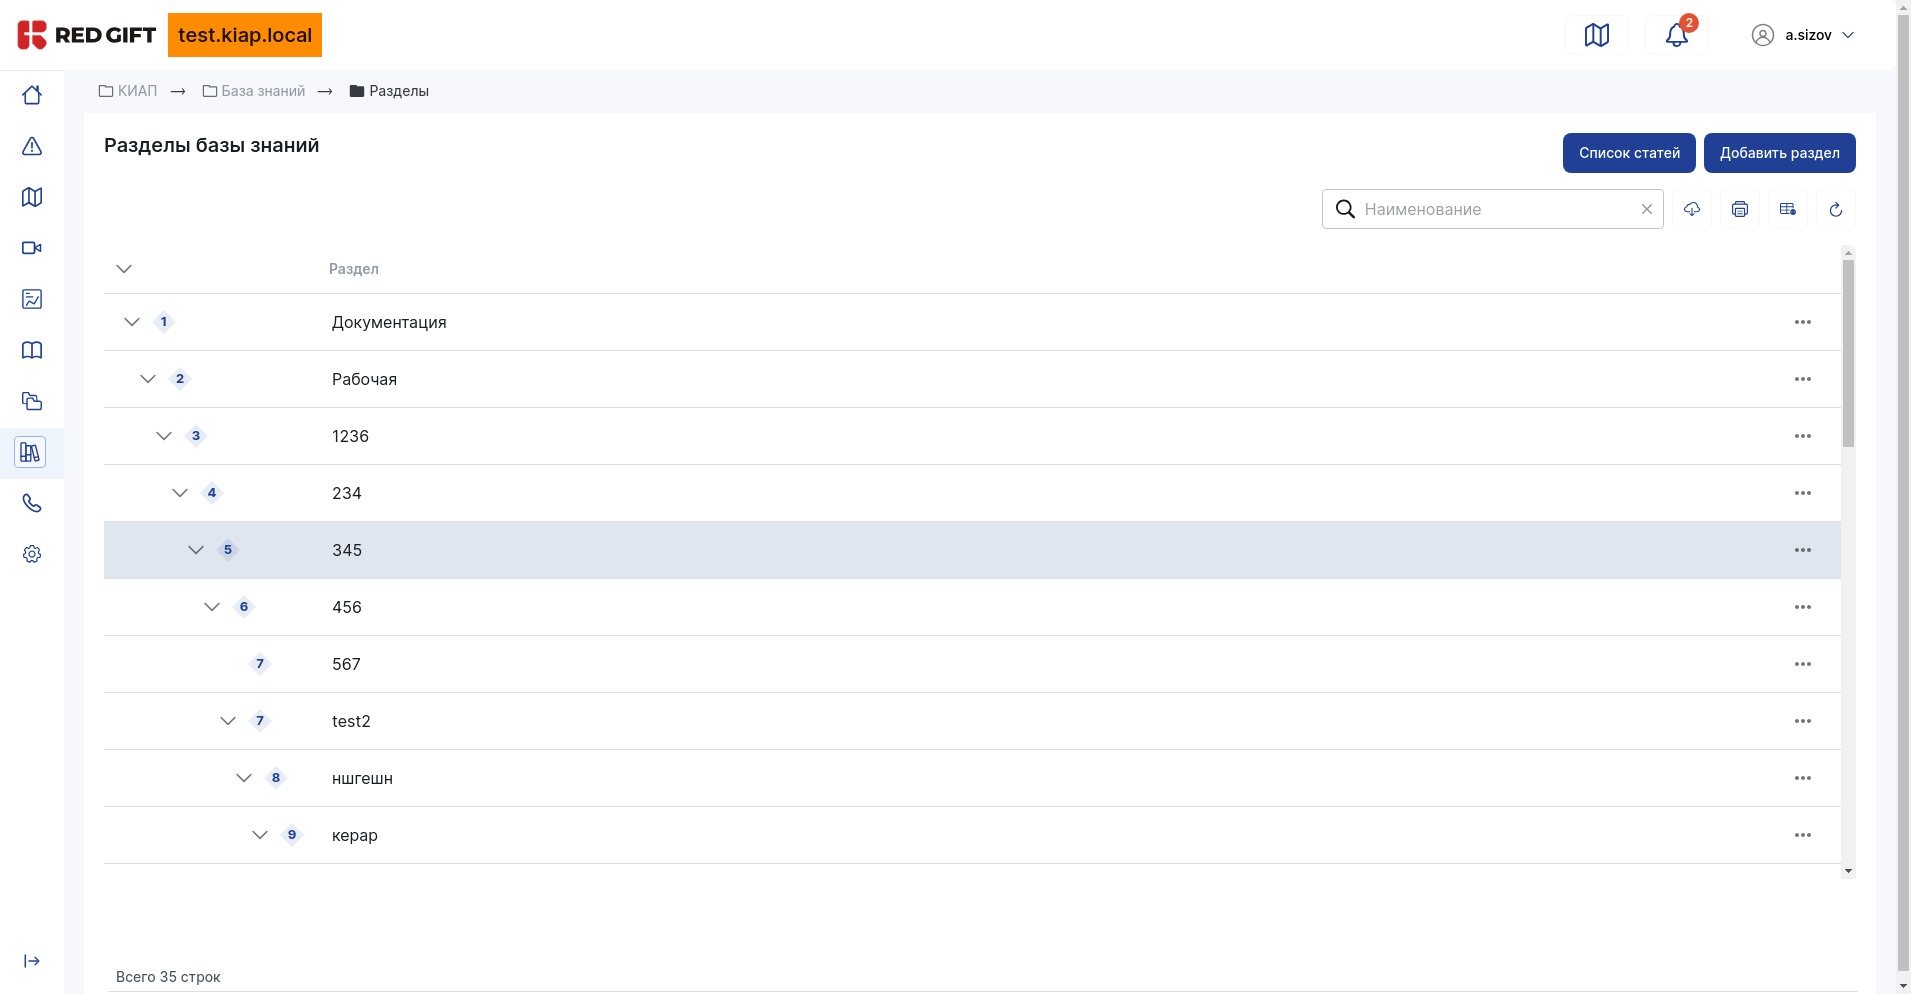 RED GIFT
test.kiap.local
2
a.sizov
КИАП → База знаний → Разделы
Разделы базы знаний
Список статей
Добавить раздел
Наименование
Раздел
1 Документация
2 Рабочая
3 1236
4 234
5 345
6 456
7 567
7 test2
8 ншгешн
9 керар
Всего 35 строк